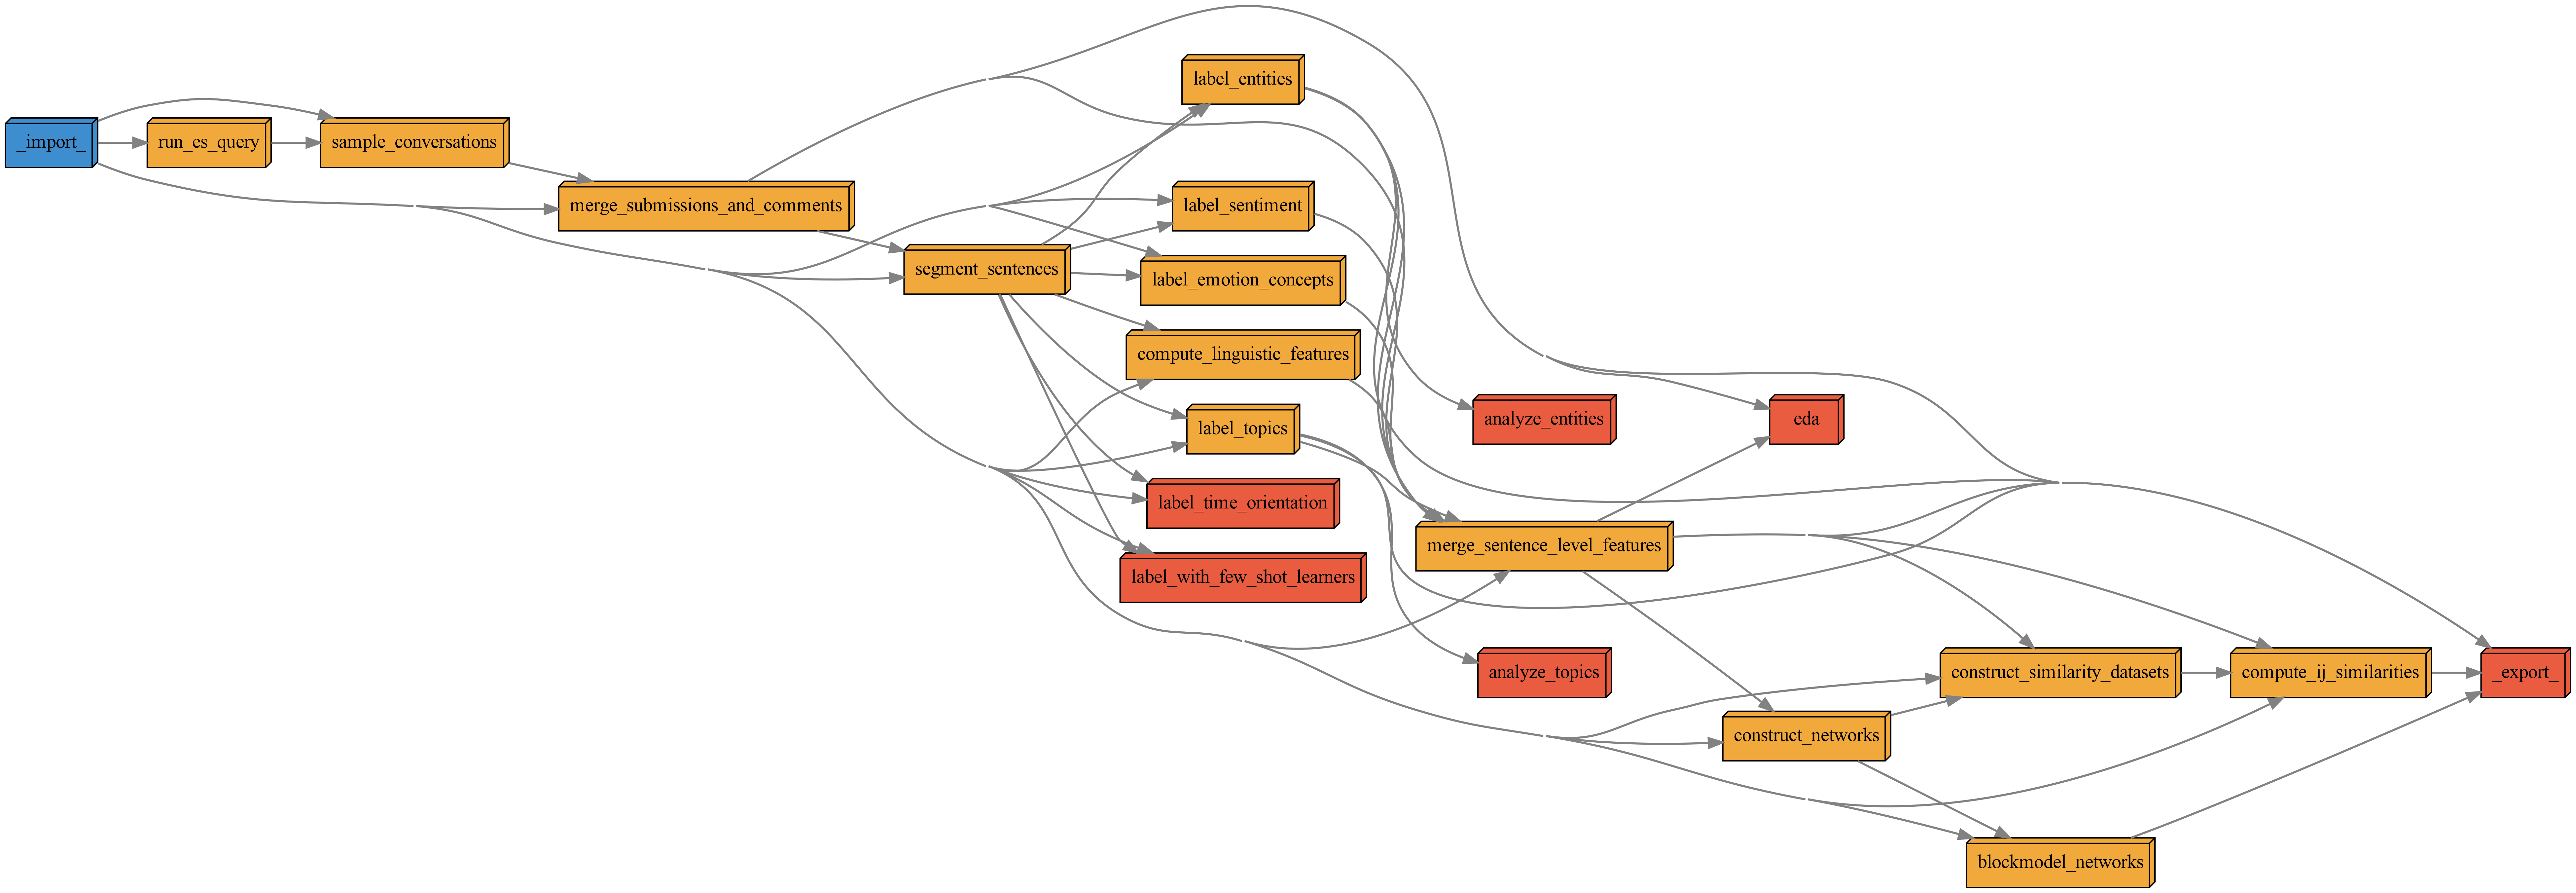 _import_
run_es_query
sample_conversations
merge_submissions_and_comments
segment_sentences
label_entities
label_sentiment
label_emotion_concepts
compute_linguistic_features
label_topics
label_time_orientation
label_with_few_shot_learners
analyze_entities
merge_sentence_level_features
analyze_topics
eda
construct_networks
construct_similarity_datasets
blockmodel_networks
compute_ij_similarities
_export_